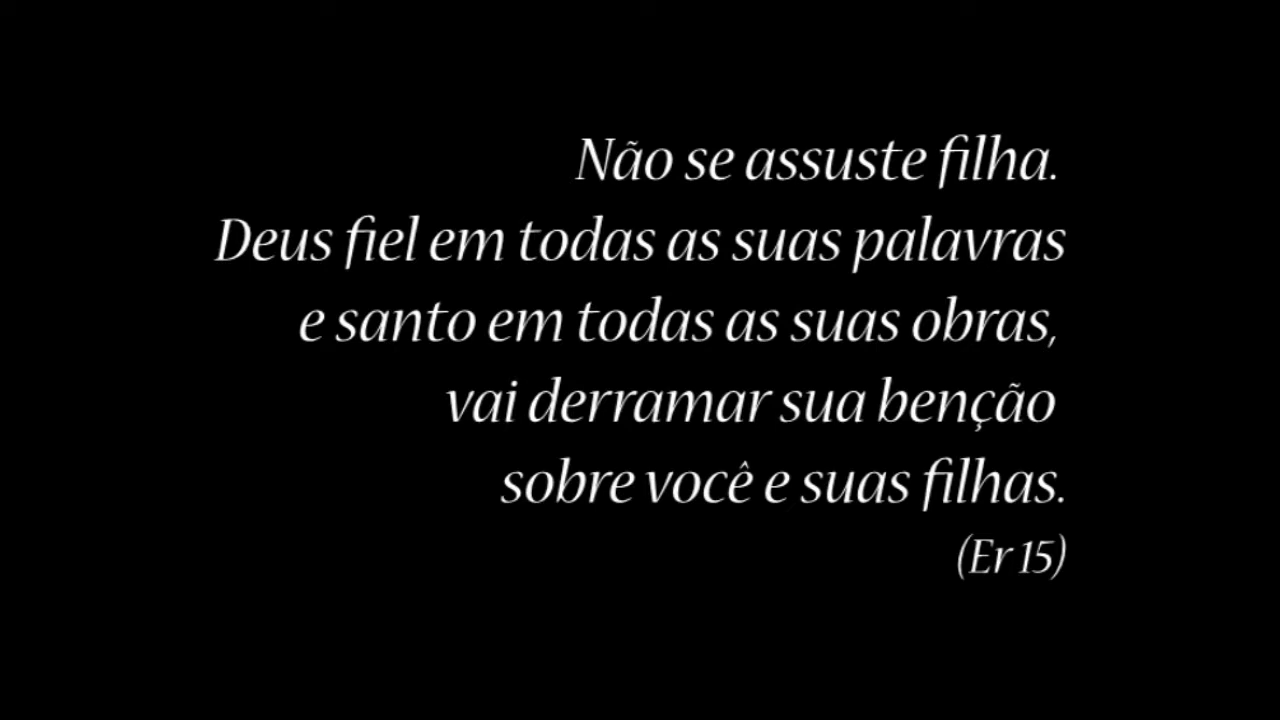 Não se assuste filha.
Deus fiel em todas as suas palavras
e santo em todas as suas obras,
vai derramar sua benção
sobre você e suas filhas.
(Er 15)